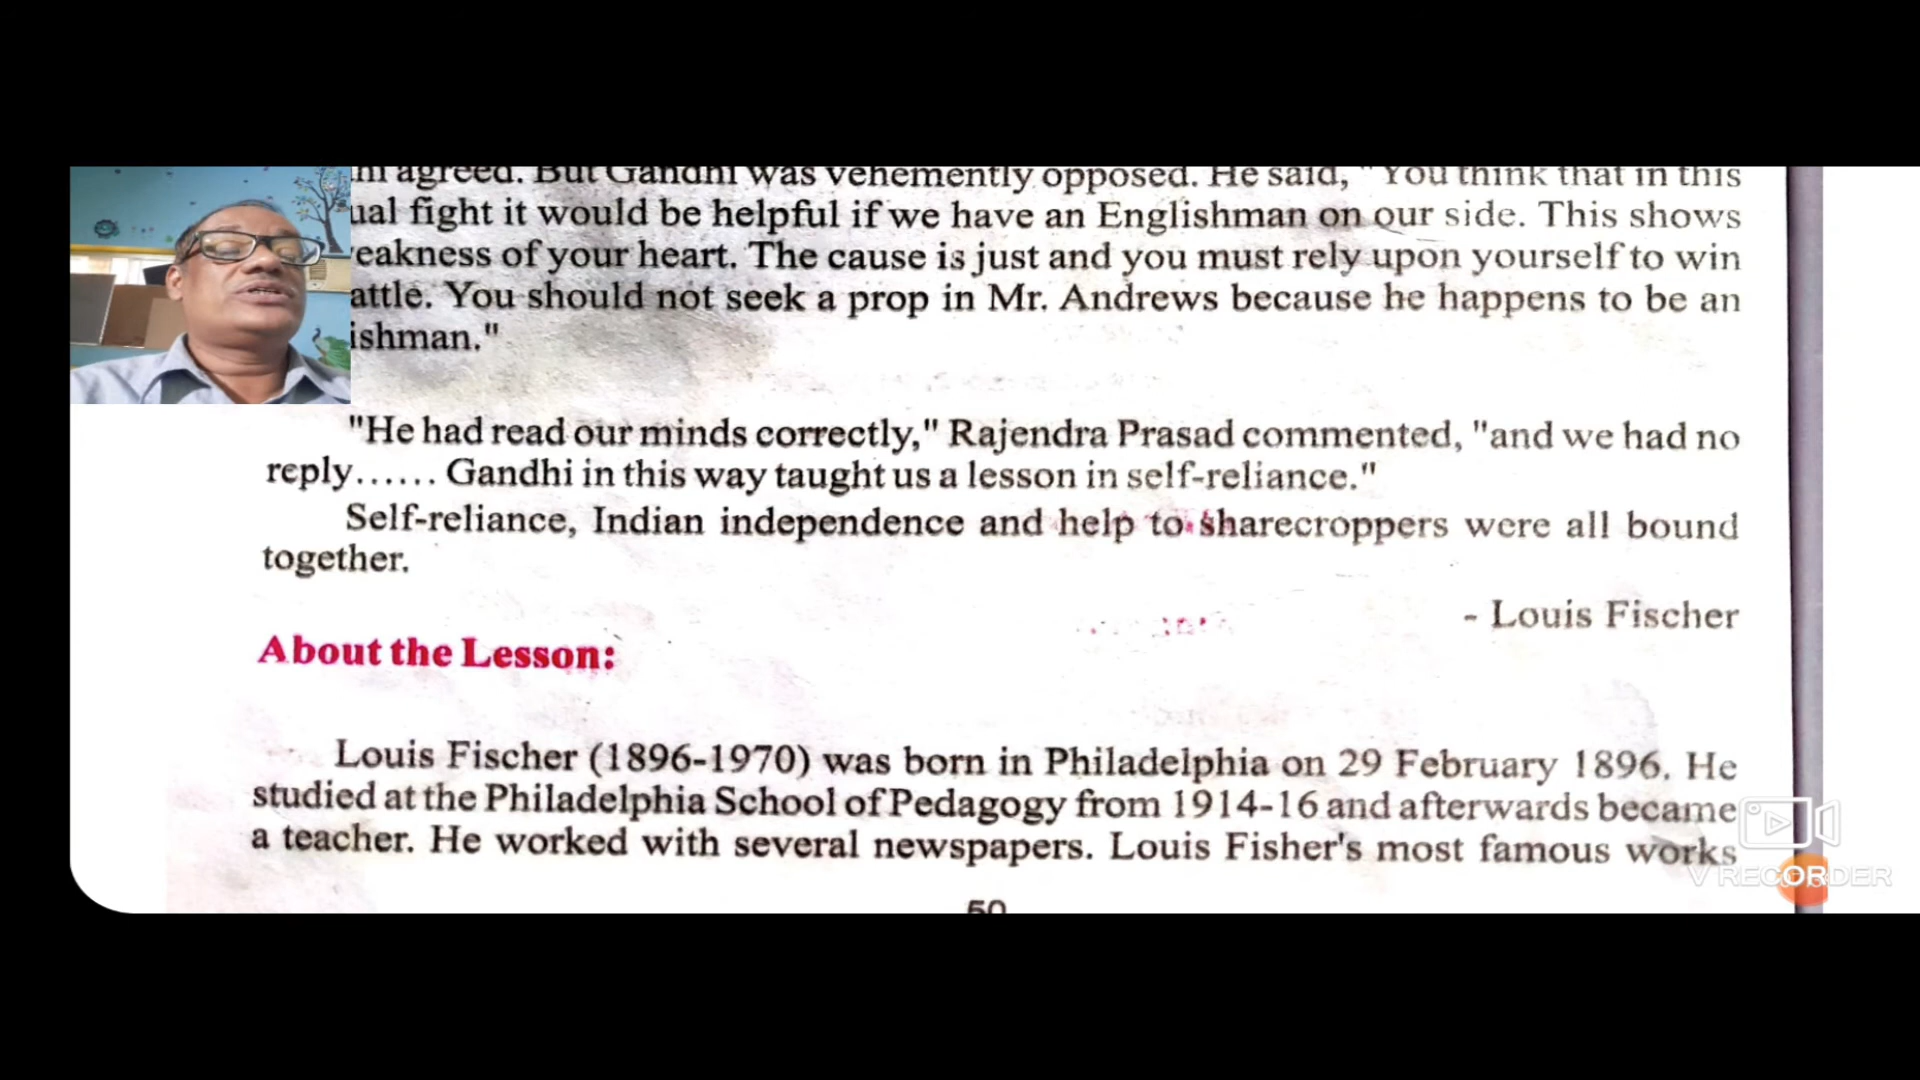 agreed. But Gandhi was vehemently opposed. He said, "You think that in this
ual fight it would be helpful if we have an Englishman on our side. This shows
eakness of your heart. The cause is just and you must rely upon yourself to win
attle. You should not seek a prop in Mr. Andrews because he happens to be an
ishman."
"He had read our minds correctly," Rajendra Prasad commented, "and we had no
reply...... Gandhi in this way taught us a lesson in self-reliance."
Self-reliance, Indian independence and help to sharecroppers were all bound
together.
- Louis Fischer
About the Lesson:
Louis Fischer (1896-1970) was born in Philadelphia on 29 February 1896. He
studied at the Philadelphia School of Pedagogy from 1914-16 and afterwards became
a teacher. He worked with several newspapers. Louis Fisher's most famous works
V RECORDER
50